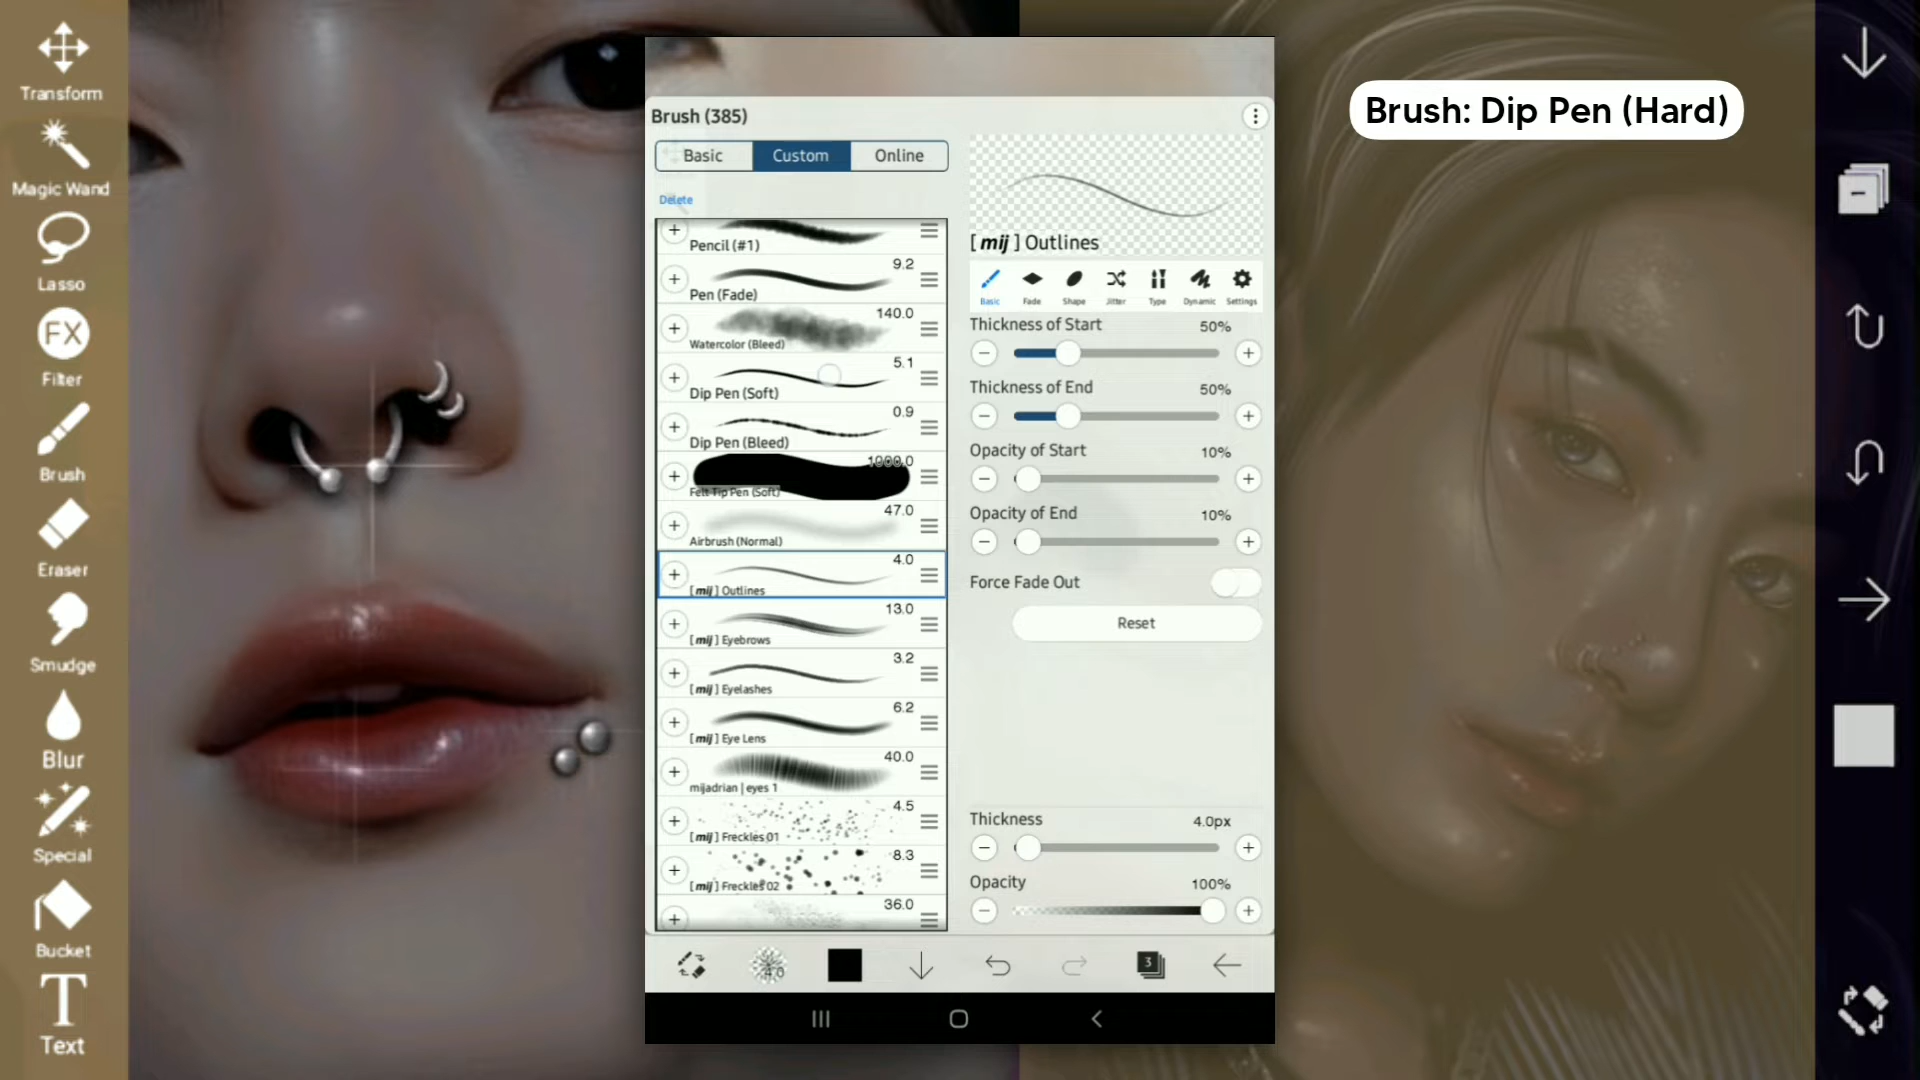 Transform
Magic Wand
Lasso
FX
Filter
Brush
Eraser
Smudge
Blur
Special
Bucket
T
Text
Brush (385)
Basic
Custom
Online
Delete
Pencil (#1)
9.2
Pen (Fade)
140.0
Watercolor (Bleed)
5.1
Dip Pen (Soft)
0.9
Dip Pen (Bleed)
1000.0
Felt Tip Pen (Soft)
47.0
Airbrush (Normal)
4.0
[ mij ] Outlines
13.0
[ mij ] Eyebrows
3.2
[ mij ] Eyelashes
6.2
[ mij ] Eye Lens
40.0
mijadrian | eyes 1
4.5
[ mij ] Freckles 01
8.3
[ mij ] Freckles 02
36.0
[ mij ] Outlines
Basic
Fade
Shape
Jitter
Type
Dynamic
Settings
Thickness of Start
50%
Thickness of End
50%
Opacity of Start
10%
Opacity of End
10%
Force Fade Out
Reset
Thickness
4.0px
Opacity
100%
4.0
3
Brush: Dip Pen (Hard)